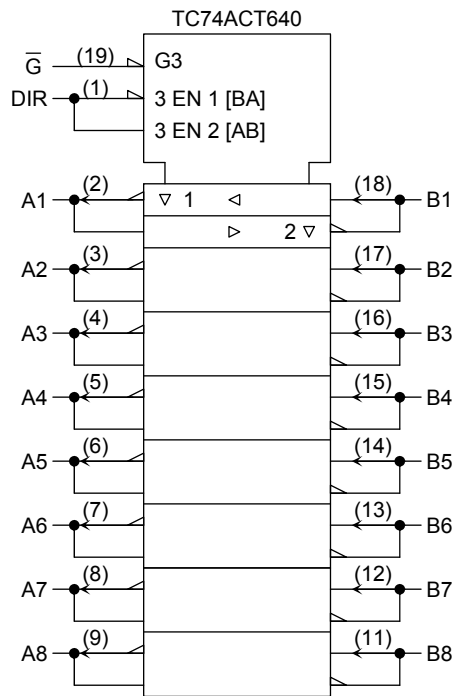 TC74ACT640
G (19) G3
DIR (1) 3 EN 1 [BA]
3 EN 2 [AB]
A1 (2) ▽ 1 ◁ (18) B1
▷ 2 ▽
A2 (3) (17) B2
A3 (4) (16) B3
A4 (5) (15) B4
A5 (6) (14) B5
A6 (7) (13) B6
A7 (8) (12) B7
A8 (9) (11) B8